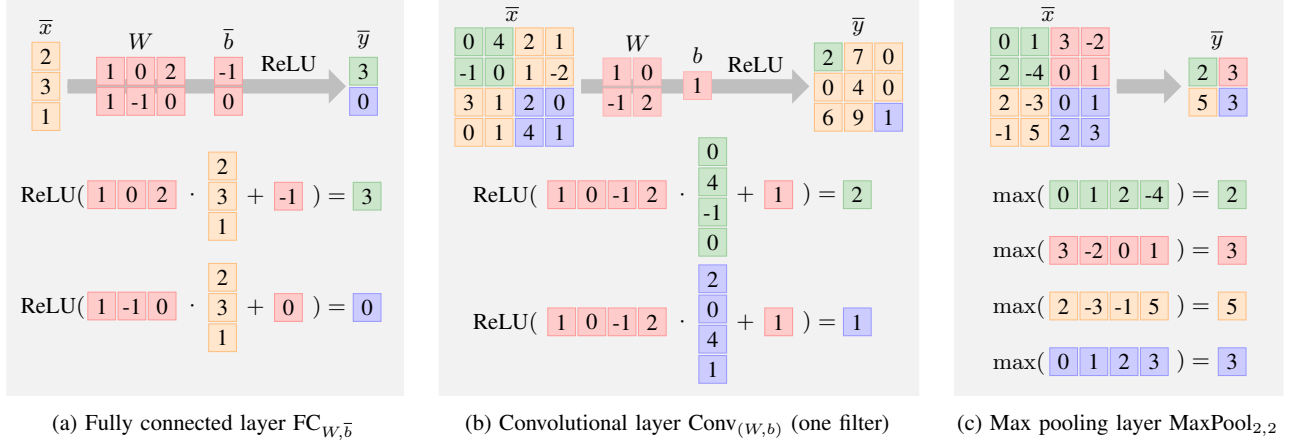 x̅
W
b̅
ReLU
y̅
2
3
1
1 0 2
1 -1 0
-1
0
3
0
ReLU( 1 0 2 · 2 3 1 + -1 ) = 3
ReLU( 1 -1 0 · 2 3 1 + 0 ) = 0
(a) Fully connected layer FC_{W,b̅}
x̅
W
b
ReLU
y̅
0 4 2 1
-1 0 1 -2
3 1 2 0
0 1 4 1
1 0
-1 2
1
2 7 0
0 4 0
6 9 1
ReLU( 1 0 -1 2 · 0 4 -1 0 + 1 ) = 2
ReLU( 1 0 -1 2 · 2 0 4 1 + 1 ) = 1
(b) Convolutional layer Conv_{(W,b)} (one filter)
x̅
y̅
0 1 3 -2
2 -4 0 1
2 -3 0 1
-1 5 2 3
2 3
5 3
max( 0 1 2 -4 ) = 2
max( 3 -2 0 1 ) = 3
max( 2 -3 -1 5 ) = 5
max( 0 1 2 3 ) = 3
(c) Max pooling layer MaxPool_{2,2}